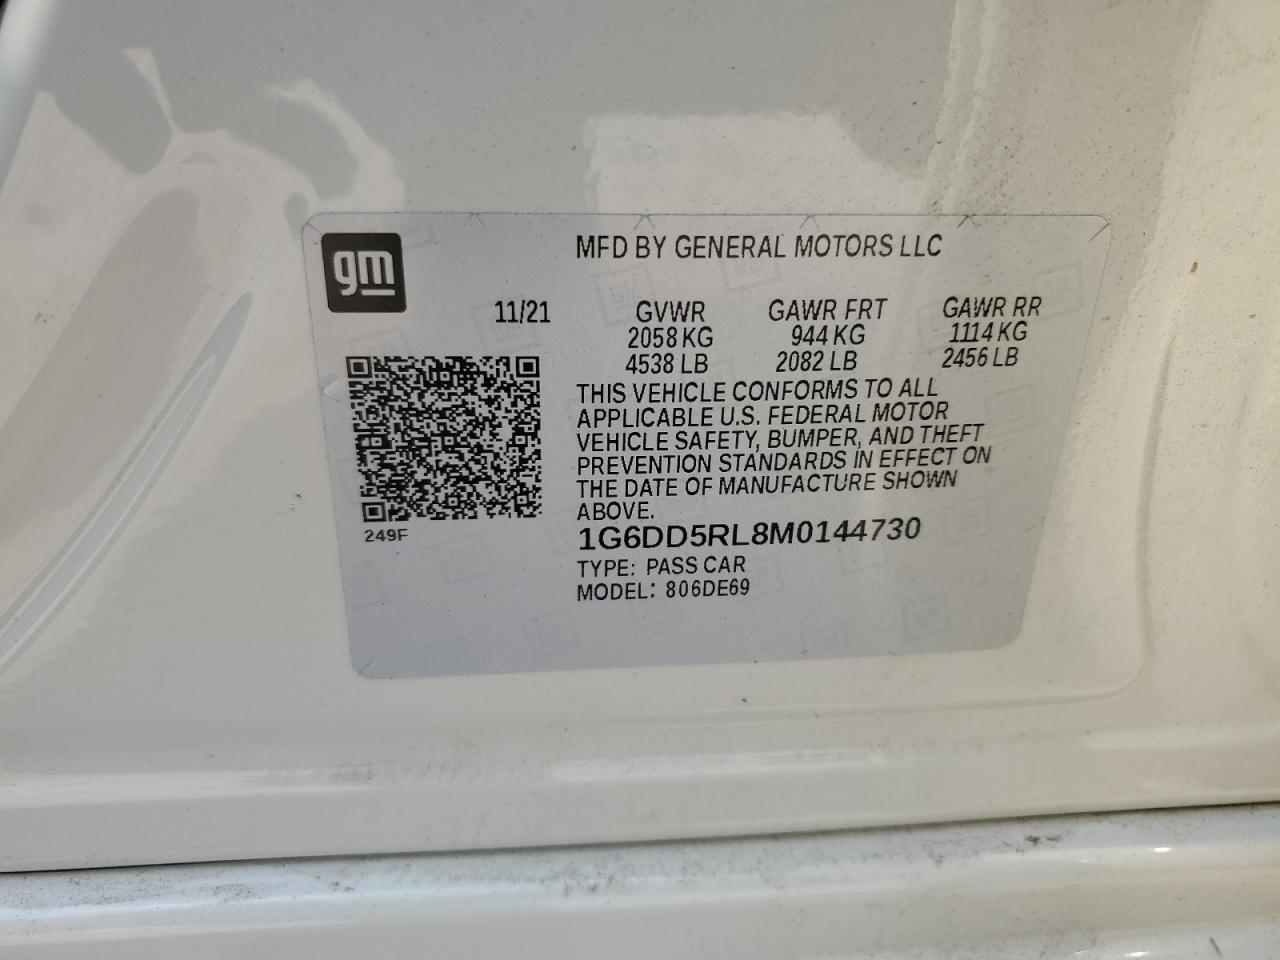 gm
MFD BY GENERAL MOTORS LLC
11/21 GVWR GAWR FRT GAWR RR
2058 KG 944 KG 1114 KG
4538 LB 2082 LB 2456 LB
THIS VEHICLE CONFORMS TO ALL
APPLICABLE U.S. FEDERAL MOTOR
VEHICLE SAFETY, BUMPER, AND THEFT
PREVENTION STANDARDS IN EFFECT ON
THE DATE OF MANUFACTURE SHOWN
ABOVE.
249F
1G6DD5RL8M0144730
TYPE: PASS CAR
MODEL: 806DE69